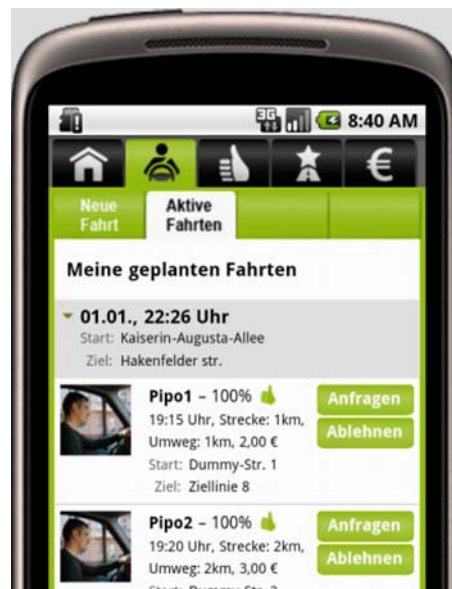 3G
8:40 AM
€
Neue
Fahrt
Aktive
Fahrten
Meine geplanten Fahrten
01.01., 22:26 Uhr
Start: Kaiserin-Augusta-Allee
Ziel: Hakenfelder str.
Pipo1 – 100%
Anfragen
19:15 Uhr, Strecke: 1km,
Ablehnen
Umweg: 1km, 2,00 €
Start: Dummy-Str. 1
Ziel: Ziellinie 8
Pipo2 – 100%
Anfragen
19:20 Uhr, Strecke: 2km,
Ablehnen
Umweg: 2km, 3,00 €